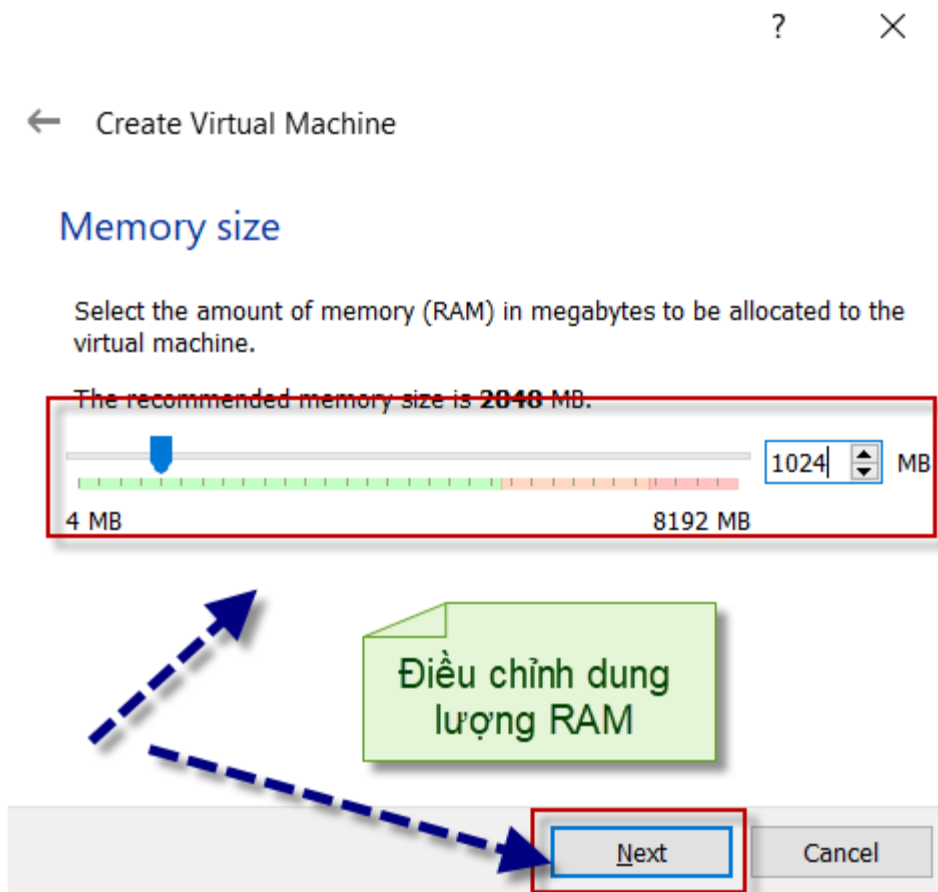 ?
Create Virtual Machine
Memory size
Select the amount of memory (RAM) in megabytes to be allocated to the
virtual machine.
The recommended memory size is 2048 MB.
1024 MB
4 MB 8192 MB
Điều chỉnh dung
lượng RAM
Next Cancel